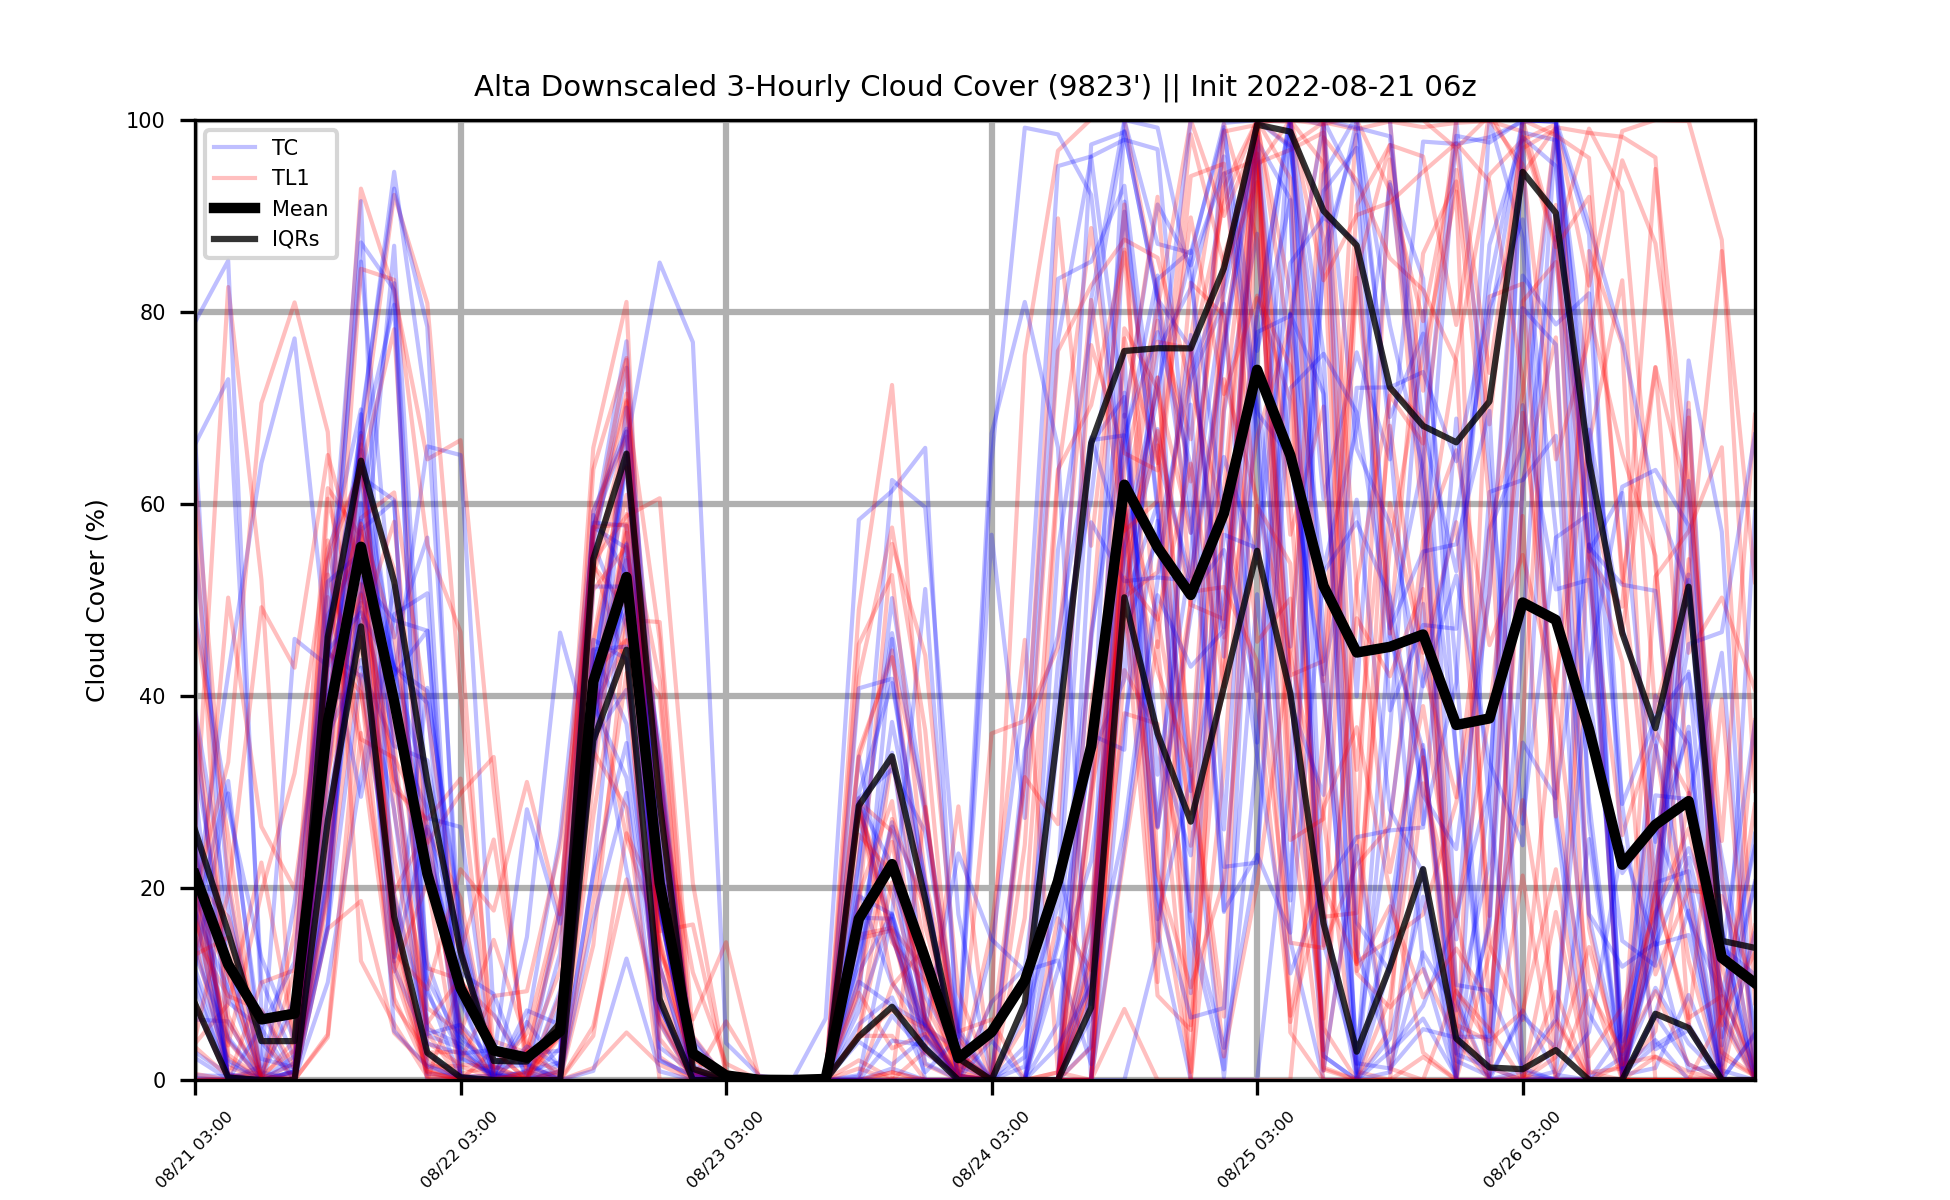 Alta Downscaled 3-Hourly Cloud Cover (9823') || Init 2022-08-21 06z
TC
TL1
Mean
IQRs
Cloud Cover (%)
100
80
60
40
20
0
08/21 03:00
08/22 03:00
08/23 03:00
08/24 03:00
08/25 03:00
08/26 03:00